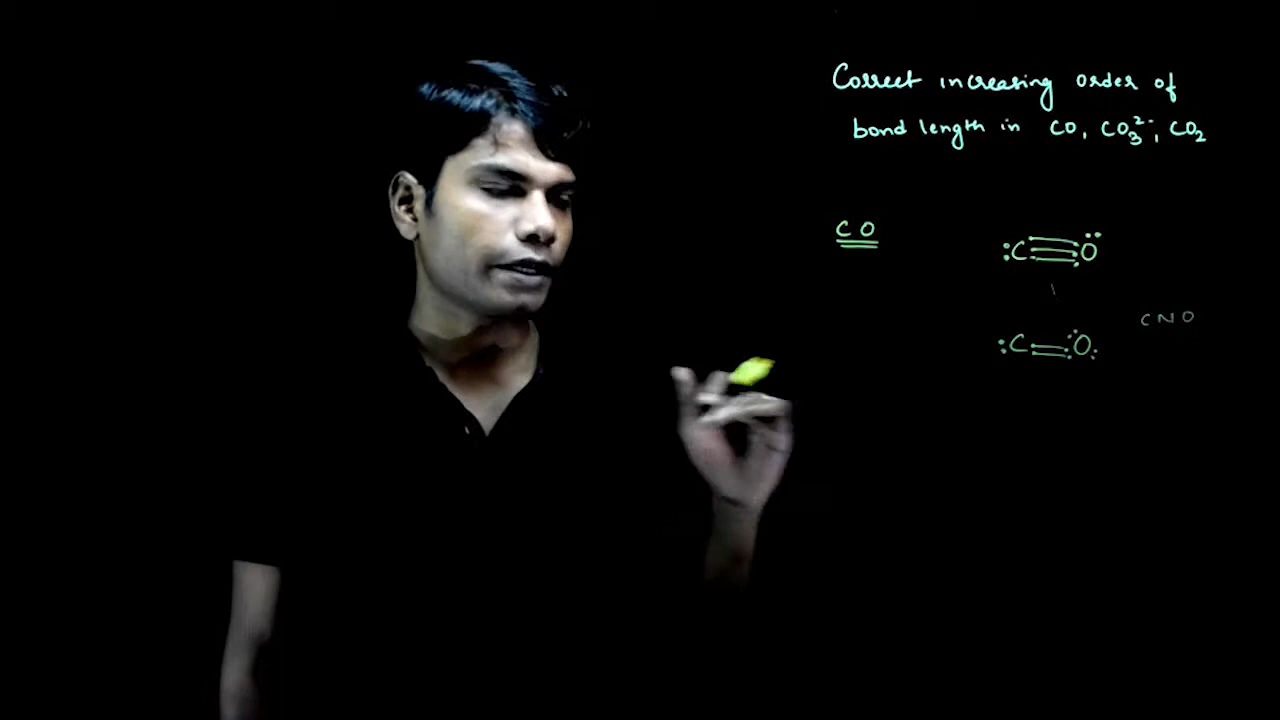 Correct increasing order of
bond length in CO, CO₃²⁻, CO₂
CO
:C≡O
CNO
:C=O: